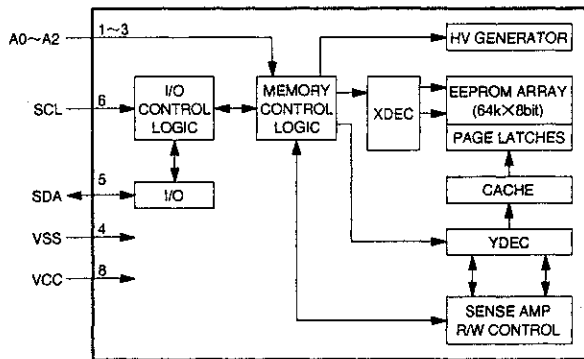 A0～A2 1～3
HV GENERATOR
SCL 6
I/O
CONTROL
LOGIC
MEMORY
CONTROL
LOGIC
XDEC
EEPROM ARRAY
(64k×8bit)
PAGE LATCHES
SDA 5
I/O
CACHE
VSS 4
YDEC
VCC 8
SENSE AMP
R/W CONTROL